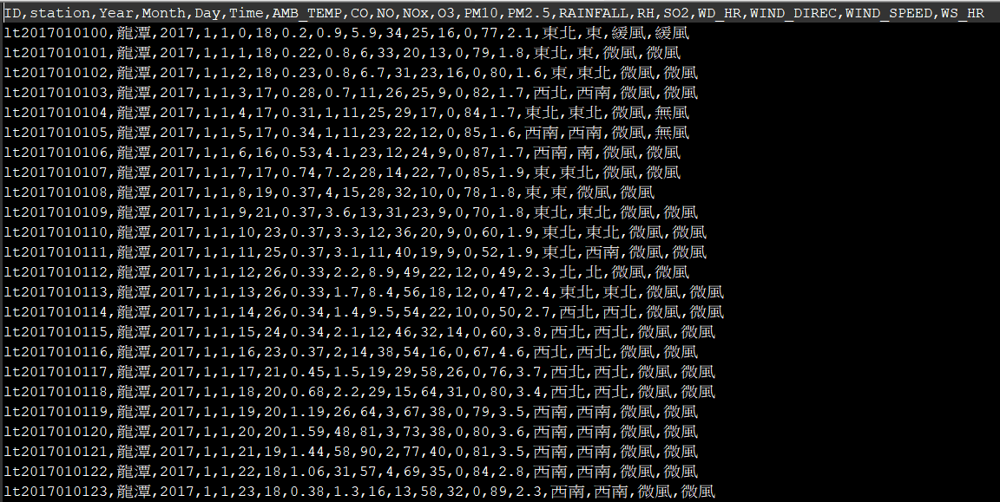 ID,station,Year,Month,Day,Time,AMB_TEMP,CO,NO,NOx,O3,PM10,PM2.5,RAINFALL,RH,SO2,WD_HR,WIND_DIREC,WIND_SPEED,WS_HR
lt2017010100,龍潭,2017,1,1,0,18,0.2,0.9,5.9,34,25,16,0,77,2.1,東北,東,緩風,緩風
lt2017010101,龍潭,2017,1,1,1,18,0.22,0.8,6,33,20,13,0,79,1.8,東北,東,微風,微風
lt2017010102,龍潭,2017,1,1,2,18,0.23,0.8,6.7,31,23,16,0,80,1.6,東,東北,微風,微風
lt2017010103,龍潭,2017,1,1,3,17,0.28,0.7,11,26,25,9,0,82,1.7,西北,西南,微風,微風
lt2017010104,龍潭,2017,1,1,4,17,0.31,1,11,25,29,17,0,84,1.7,東北,東北,微風,無風
lt2017010105,龍潭,2017,1,1,5,17,0.34,1,11,23,22,12,0,85,1.6,西南,西南,微風,無風
lt2017010106,龍潭,2017,1,1,6,16,0.53,4.1,23,12,24,9,0,87,1.7,西南,南,微風,微風
lt2017010107,龍潭,2017,1,1,7,17,0.74,7.2,28,14,22,7,0,85,1.9,東,東北,微風,微風
lt2017010108,龍潭,2017,1,1,8,19,0.37,4,15,28,32,10,0,78,1.8,東,東,微風,微風
lt2017010109,龍潭,2017,1,1,9,21,0.37,3.6,13,31,23,9,0,70,1.8,東北,東北,微風,微風
lt2017010110,龍潭,2017,1,1,10,23,0.37,3.3,12,36,20,9,0,60,1.9,東北,東北,微風,微風
lt2017010111,龍潭,2017,1,1,11,25,0.37,3.1,11,40,19,9,0,52,1.9,東北,西南,微風,微風
lt2017010112,龍潭,2017,1,1,12,26,0.33,2.2,8.9,49,22,12,0,49,2.3,北,北,微風,微風
lt2017010113,龍潭,2017,1,1,13,26,0.33,1.7,8.4,56,18,12,0,47,2.4,東北,東北,微風,微風
lt2017010114,龍潭,2017,1,1,14,26,0.34,1.4,9.5,54,22,10,0,50,2.7,西北,西北,微風,微風
lt2017010115,龍潭,2017,1,1,15,24,0.34,2.1,12,46,32,14,0,60,3.8,西北,西北,微風,微風
lt2017010116,龍潭,2017,1,1,16,23,0.37,2,14,38,54,16,0,67,4.6,西北,西北,微風,微風
lt2017010117,龍潭,2017,1,1,17,21,0.45,1.5,19,29,58,26,0,76,3.7,西北,西北,微風,微風
lt2017010118,龍潭,2017,1,1,18,20,0.68,2.2,29,15,64,31,0,80,3.4,西北,西北,微風,微風
lt2017010119,龍潭,2017,1,1,19,20,1.19,26,64,3,67,38,0,79,3.5,西南,西南,微風,微風
lt2017010120,龍潭,2017,1,1,20,20,1.59,48,81,3,73,38,0,80,3.6,西南,西南,微風,微風
lt2017010121,龍潭,2017,1,1,21,19,1.44,58,90,2,77,40,0,81,3.5,西南,西南,微風,微風
lt2017010122,龍潭,2017,1,1,22,18,1.06,31,57,4,69,35,0,84,2.8,西南,西南,微風,微風
lt2017010123,龍潭,2017,1,1,23,18,0.38,1.3,16,13,58,32,0,89,2.3,西南,西南,微風,微風